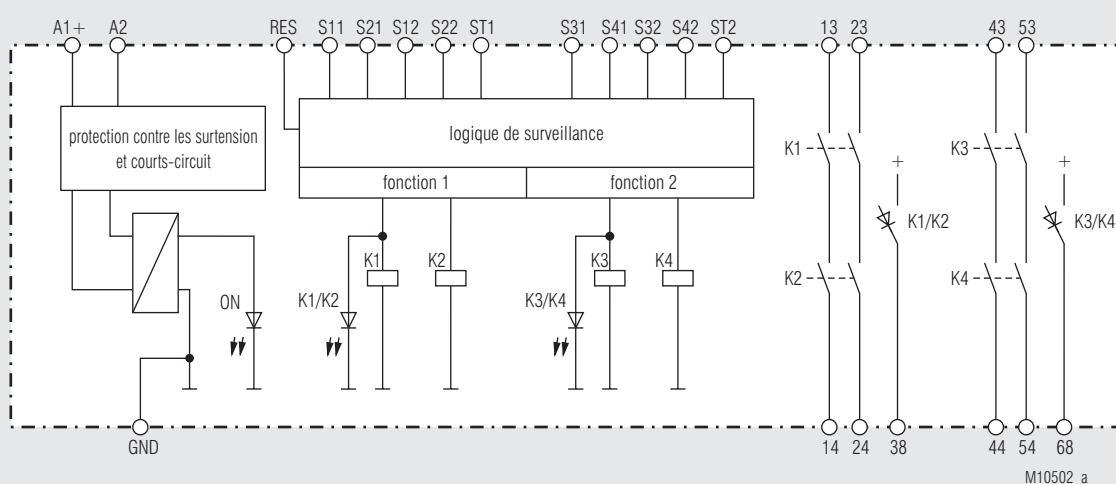 A1+ A2 RES S11 S21 S12 S22 ST1 S31 S41 S32 S42 ST2 13 23 43 53
protection contre les surtension
et courts-circuit
logique de surveillance
fonction 1 fonction 2
K1 K3
+ +
K1/K2 K3/K4
K1 K2 K3 K4
K2 K4
ON K1/K2 K3/K4
GND 14 24 38 44 54 68
M10502_a